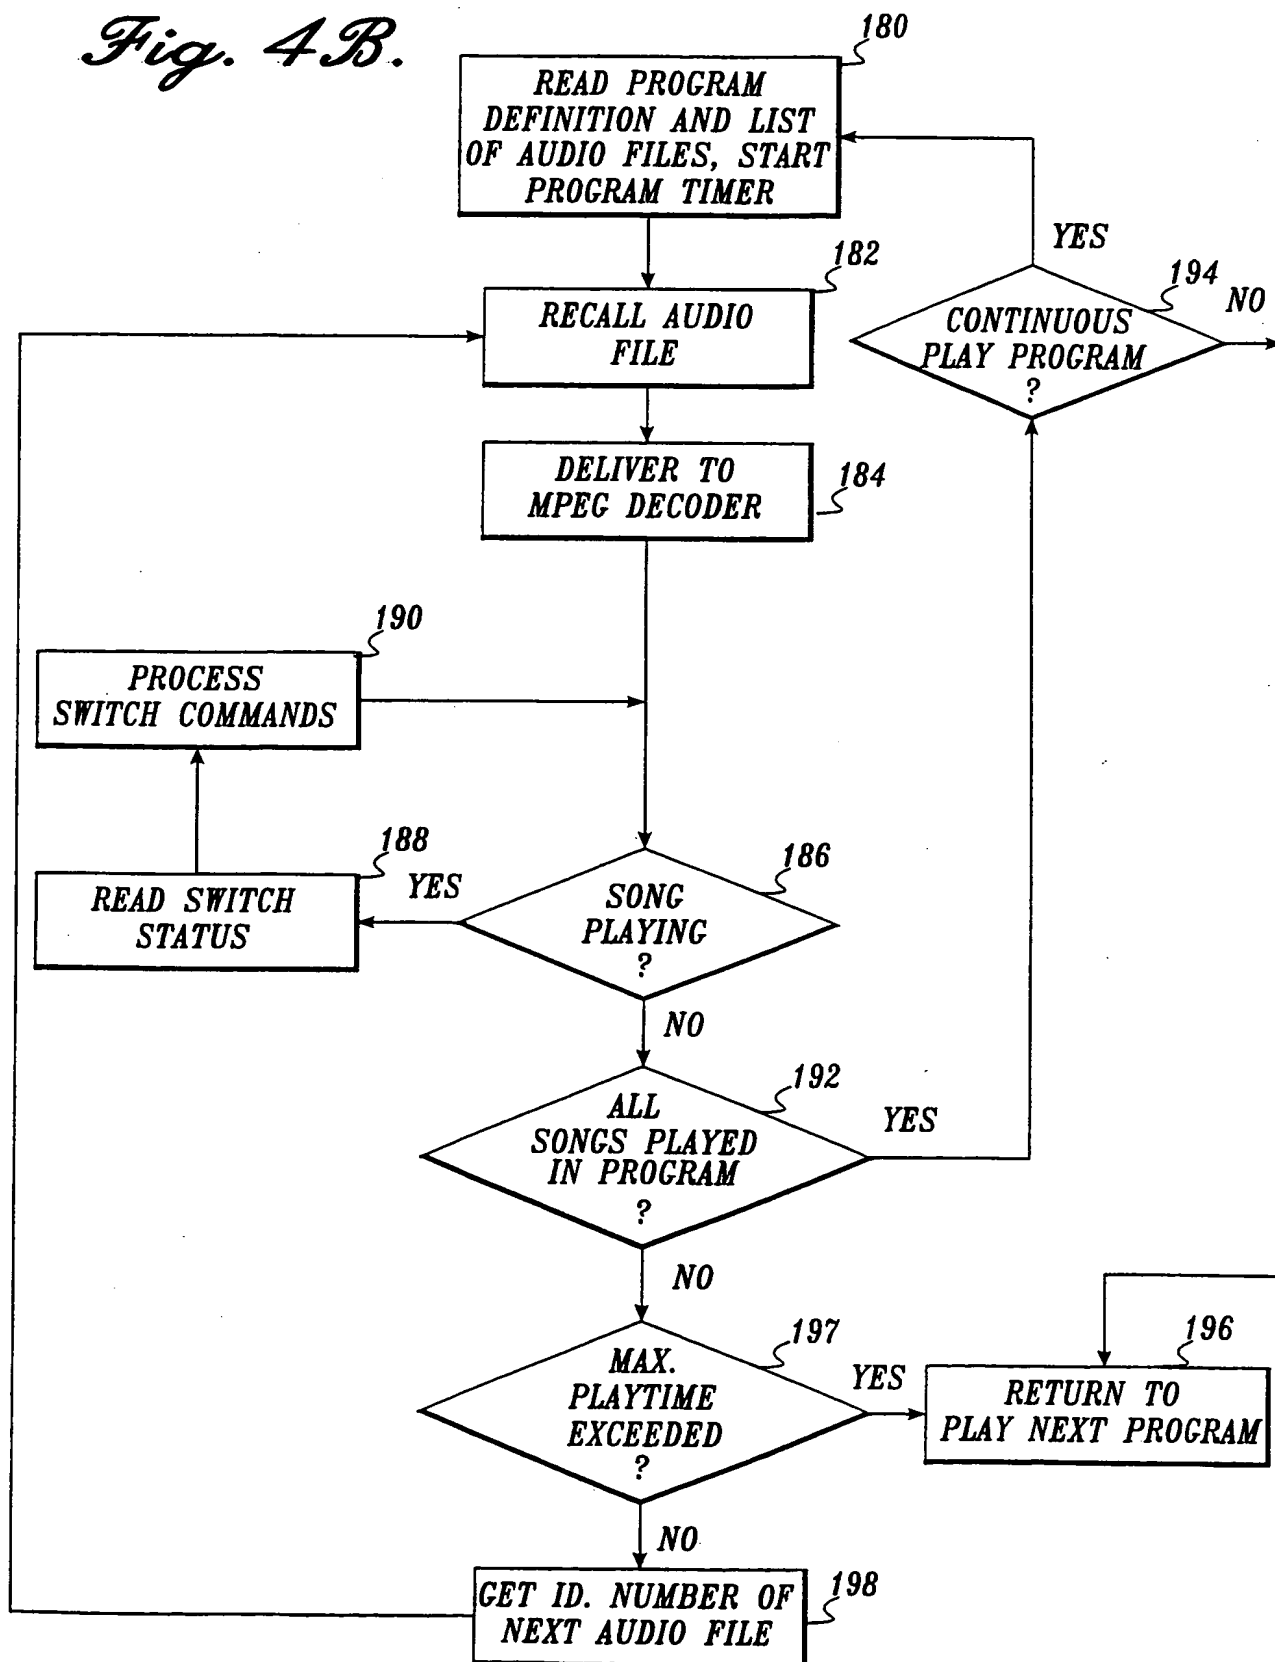 Fig. 4B.
180
READ PROGRAM
DEFINITION AND LIST
OF AUDIO FILES, START
PROGRAM TIMER
YES
182
194
NO
RECALL AUDIO
FILE
CONTINUOUS
PLAY PROGRAM
?
DELIVER TO
MPEG DECODER
184
190
PROCESS
SWITCH COMMANDS
188
READ SWITCH
STATUS
YES
186
SONG
PLAYING
?
NO
192
ALL
SONGS PLAYED
IN PROGRAM
?
YES
NO
197
MAX.
PLAYTIME
EXCEEDED
?
YES
196
RETURN TO
PLAY NEXT PROGRAM
NO
GET ID. NUMBER OF
NEXT AUDIO FILE
198